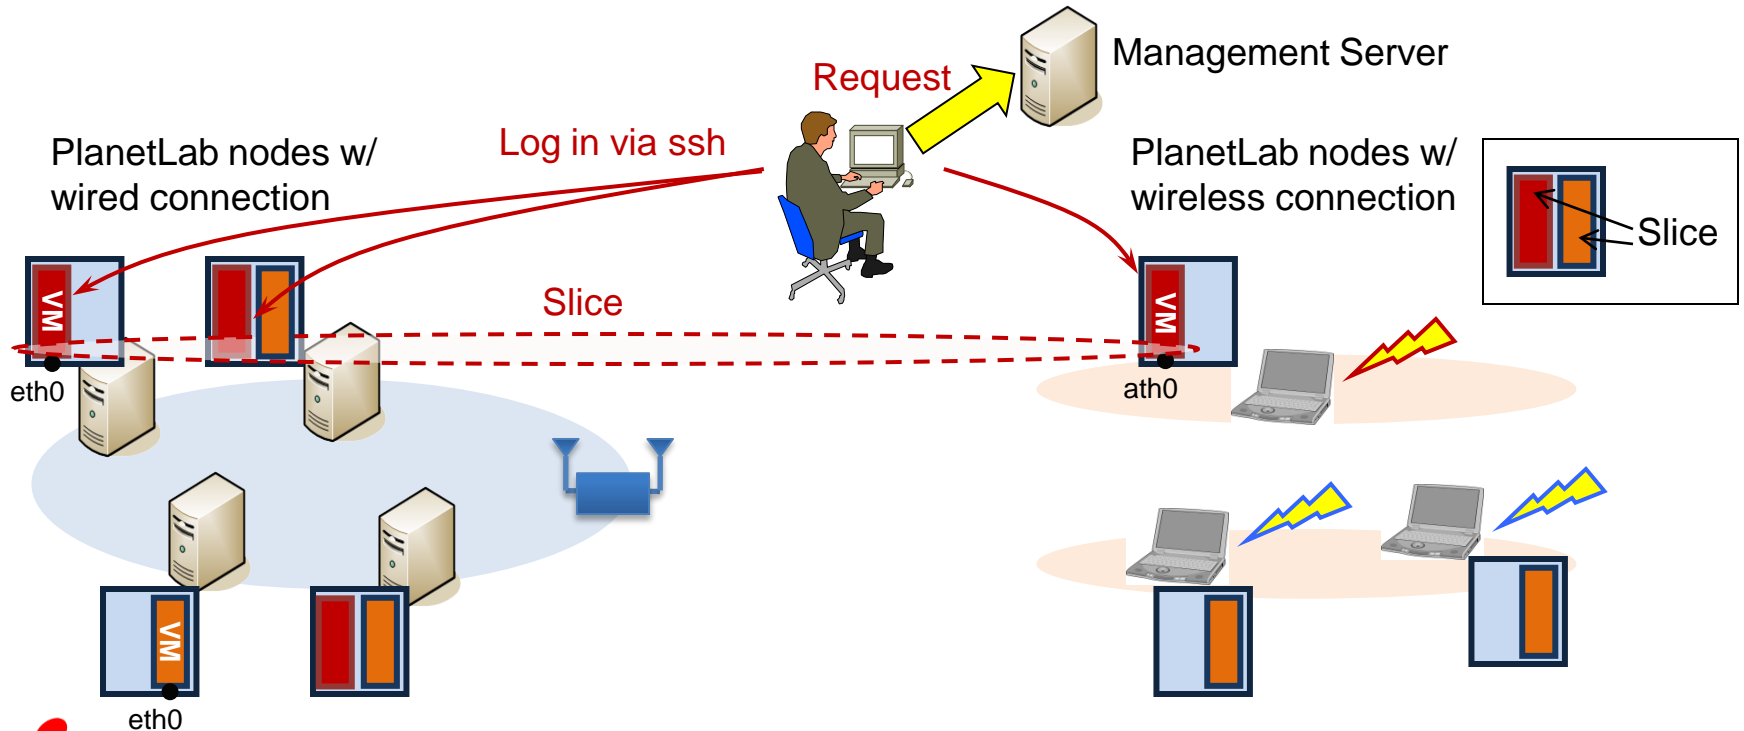 Management Server
Request
Log in via ssh
PlanetLab nodes w/
wired connection
PlanetLab nodes w/
wireless connection
Slice
VM
VM
Slice
eth0
ath0
VM
eth0